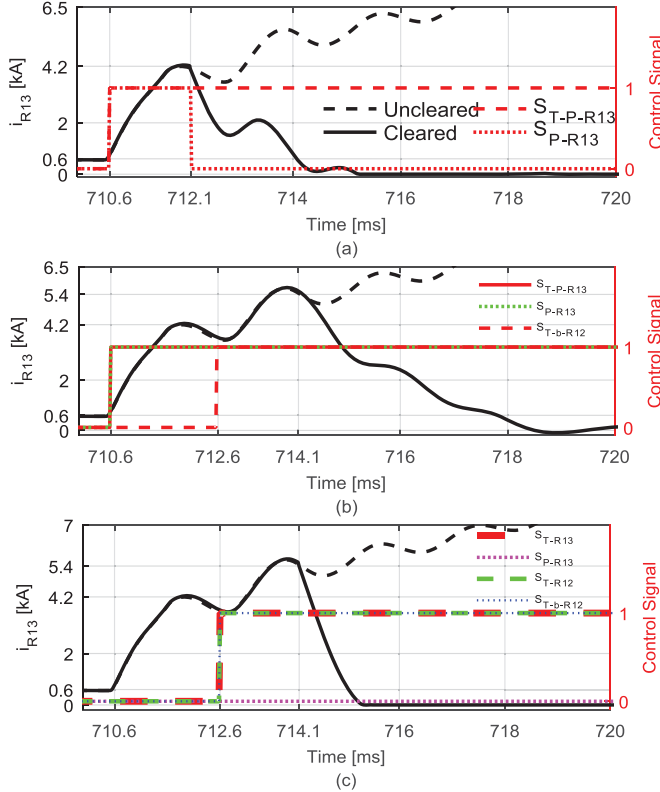 6.5
4.2
2
0.6
0
i_R13 [kA]
Uncleared
Cleared
S_T-P-R13
S_P-R13
1
0
Control Signal
710.6 712.1 714 716 718 720
Time [ms]
(a)
6.5
5.4
4.2
2
0.6
0
i_R13 [kA]
S_T-P-R13
S_P-R13
S_T-b-R12
1
0
Control Signal
710.6 712.6 714.1 716 718 720
Time [ms]
(b)
7
5.4
4.2
2
0.6
0
i_R13 [kA]
S_T-R13
S_P-R13
S_T-R12
S_T-b-R12
1
0
Control Signal
710.6 712.6 714.1 716 718 720
Time [ms]
(c)